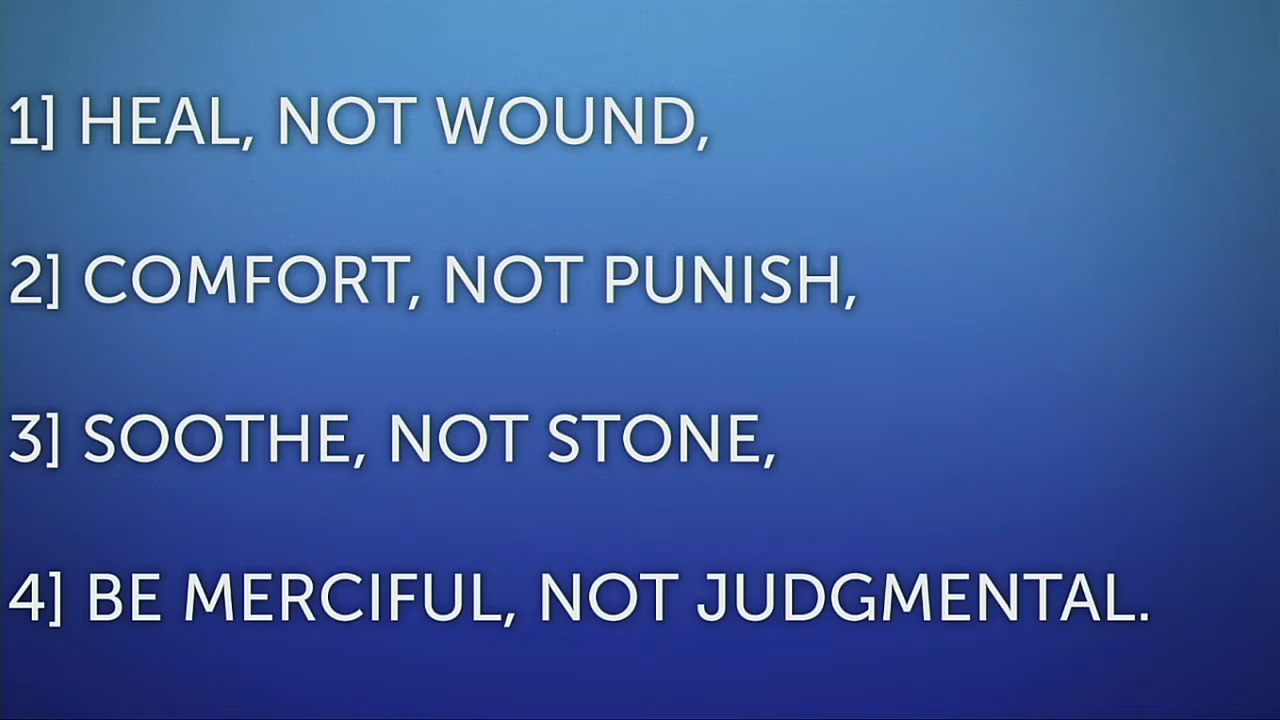 1] HEAL, NOT WOUND,
2] COMFORT, NOT PUNISH,
3] SOOTHE, NOT STONE,
4] BE MERCIFUL, NOT JUDGMENTAL.